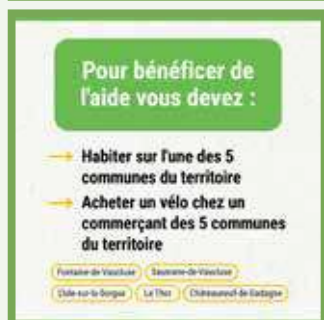 Pour bénéficer de
l'aide vous devez :
→ Habiter sur l'une des 5
communes du territoire
→ Acheter un vélo chez un
commerçant des 5 communes
du territoire
Fontaine-de-Vaucluse Saumane-de-Vaucluse
L'Isle-sur-la-Sorgue Le Thor Châteauneuf-de-Gadagne